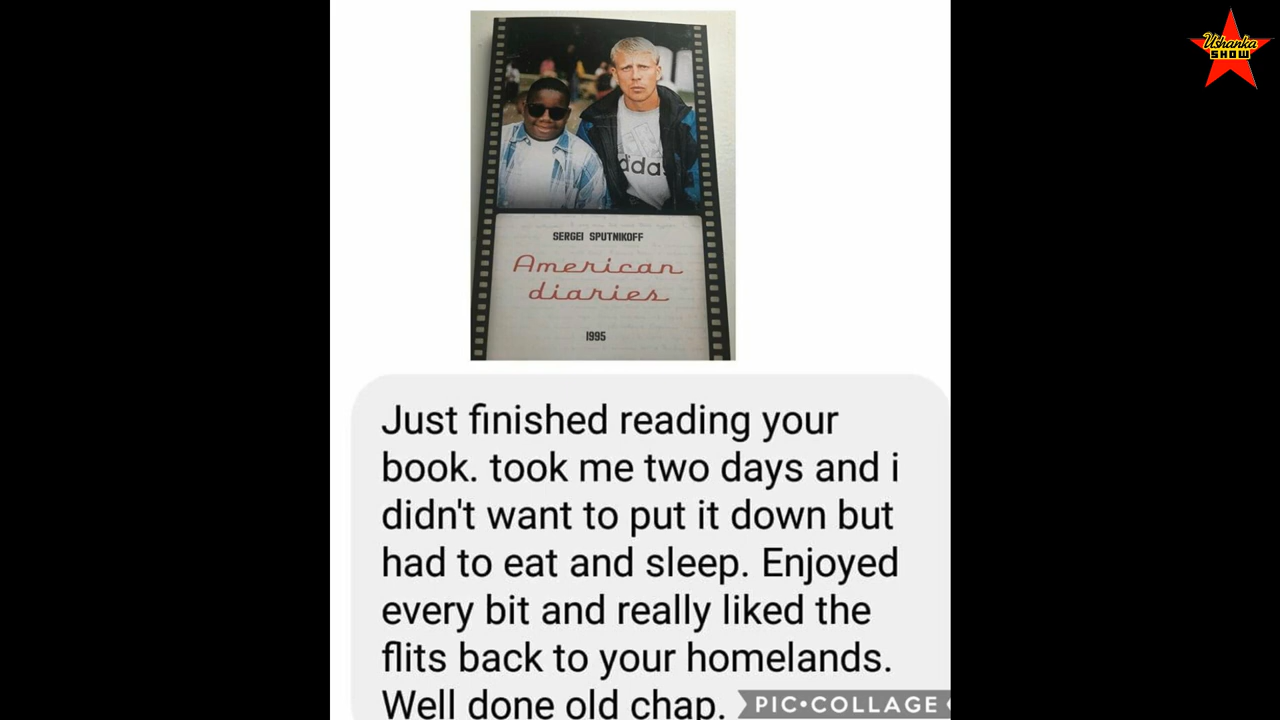 Ushanka
SHOW
adidas
SERGEI SPUTNIKOFF
American
diaries
1995
Just finished reading your
book. took me two days and i
didn't want to put it down but
had to eat and sleep. Enjoyed
every bit and really liked the
flits back to your homelands.
Well done old chap.
PIC•COLLAGE